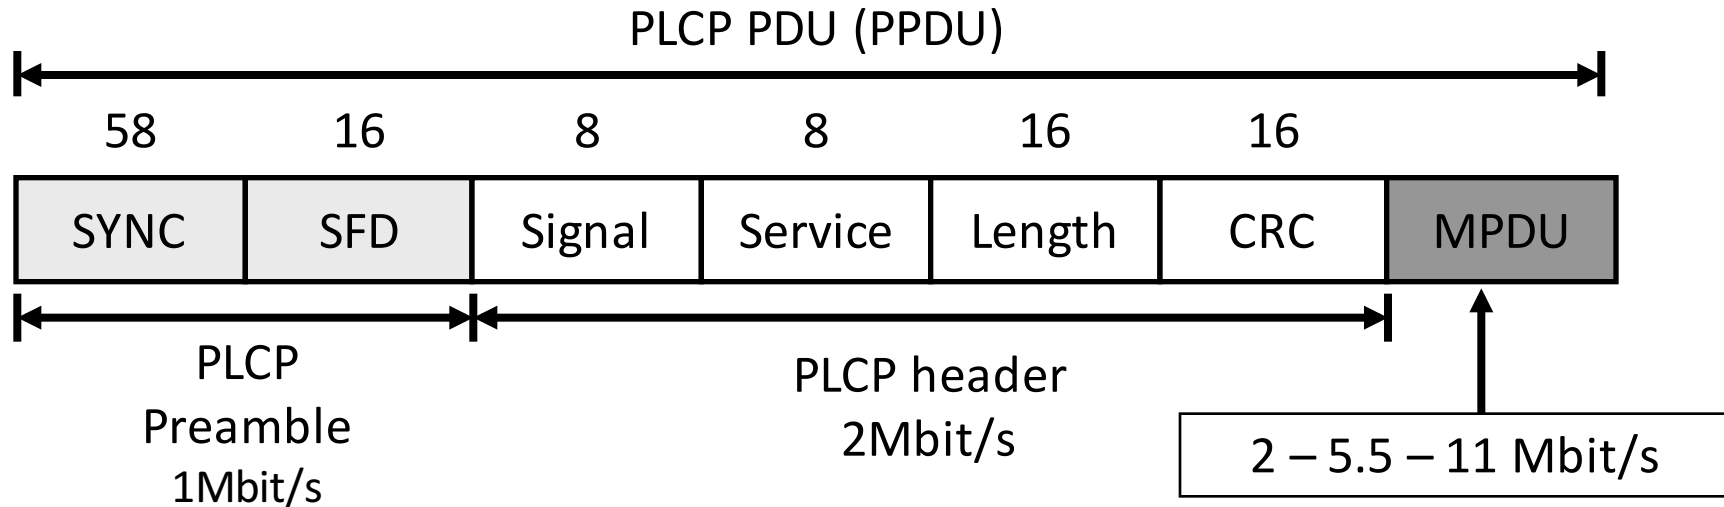 PLCP PDU (PPDU)
58 16 8 8 16 16
SYNC SFD Signal Service Length CRC MPDU
PLCP
Preamble
1Mbit/s
PLCP header
2Mbit/s
2 – 5.5 – 11 Mbit/s